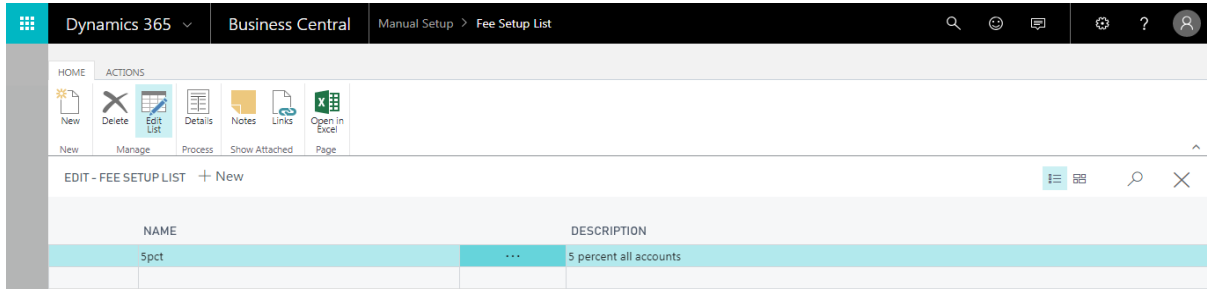 Dynamics 365 Business Central Manual Setup > Fee Setup List ?
HOME ACTIONS
New Delete Edit List Details Notes Links Open in Excel
New Manage Process Show Attached Page
EDIT - FEE SETUP LIST + New
NAME DESCRIPTION
5pct ... 5 percent all accounts